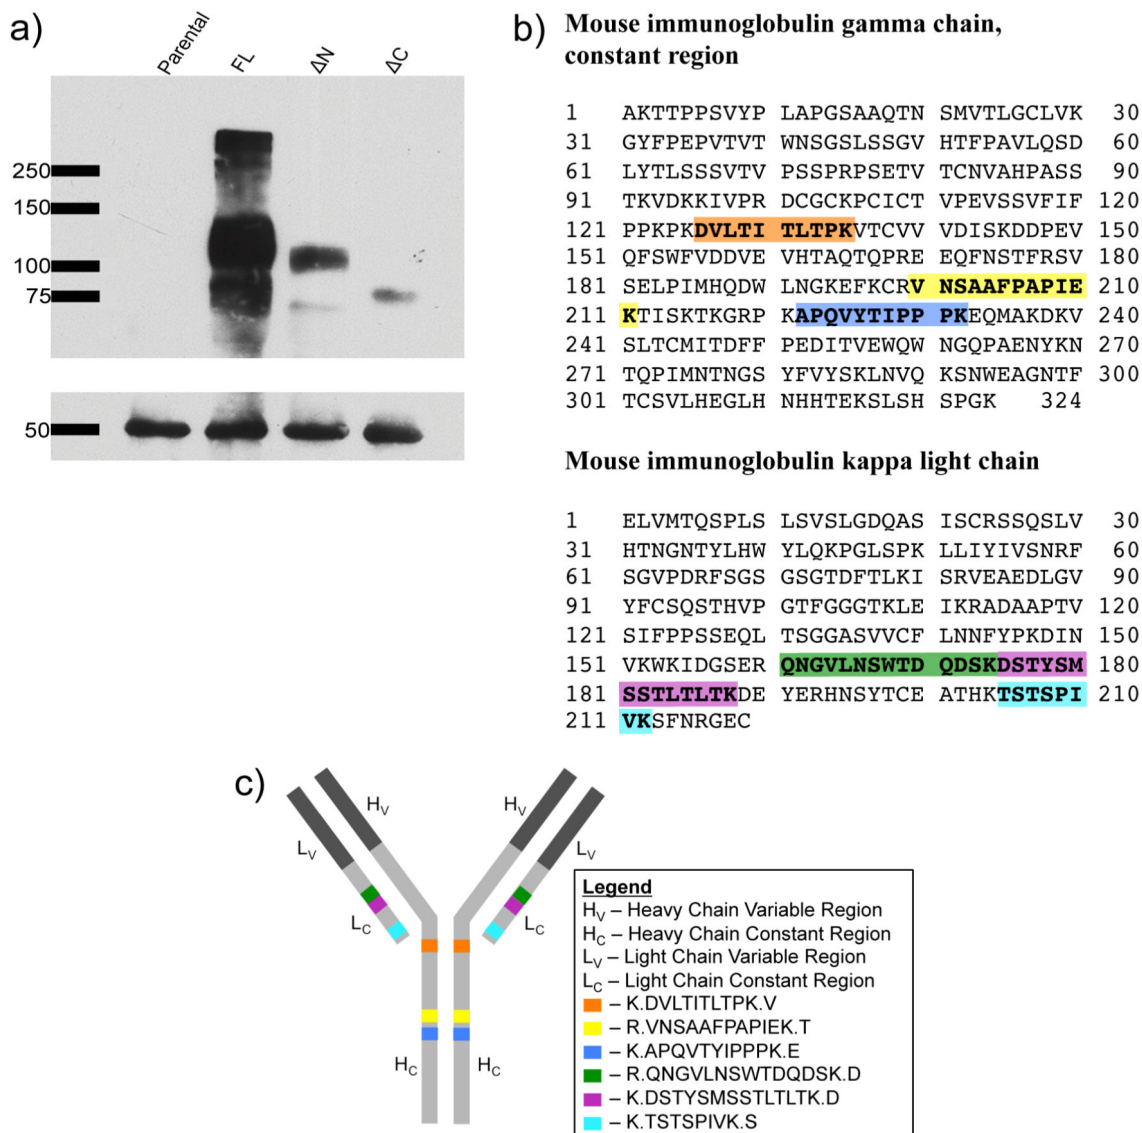 a)
Parental
FL
ΔN
ΔC
250
150
100
75
50
b)
Mouse immunoglobulin gamma chain,
constant region
1 AKTTPPSVYP LAPGSAAQTN SMVTLGCLVK 30
31 GYFPEPVTVT WNSGSLSSGV HTFPAVLQSD 60
61 LYTLSSSVTV PSSPRPSETV TCNVAHPASS 90
91 TKVDKKIVPR DCGCKPCICT VPEVSSVFIF 120
121 PPKPKDVLTI TLTPKVTCVV VDISKDDPEV 150
151 QFSWFVDDVE VHTAQTQPRE EQFNSTFRSV 180
181 SELPIMHQDW LNGKEFKCRV NSAAFPAPIE 210
211 KTISKTKGRP KAPQVYTIPP PKEQMAKDKV 240
241 SLTCMITDFF PEDITVEWQW NGQPAENYKN 270
271 TQPIMNTNGS YFVYSKLNVQ KSNWEAGNTF 300
301 TCSVLHEGLH NHHTEKSLSH SPGK 324
Mouse immunoglobulin kappa light chain
1 ELVMTQSPLS LSVSLGDQAS ISCRSSQSLV 30
31 HTNGNTYLHW YLQKPGLSPK LLIYIVSNRF 60
61 SGVPDRFSGS GSGTDFTLKI SRVEAEDLGV 90
91 YFCSQSTHVP GTFGGGTKLE IKRADAAPTV 120
121 SIFPPSSEQL TSGGASVVCF LNNFYPKDIN 150
151 VKWKIDGSER QNGVLNSWTD QDSKDSTYSM 180
181 SSTLTLTKDE YERHNSYTCE ATHKTSTSPI 210
211 VKSFNRGEC
c)
HV
HV
LV
LV
LC
LC
HC
HC
Legend
HV – Heavy Chain Variable Region
HC – Heavy Chain Constant Region
LV – Light Chain Variable Region
LC – Light Chain Constant Region
– K.DVLTITLTPK.V
– R.VNSAAFPAPIEK.T
– K.APQVTYIPPPK.E
– R.QNGVLNSWTDQDSK.D
– K.DSTYSMSSTLTLTK.D
– K.TSTSPIVK.S